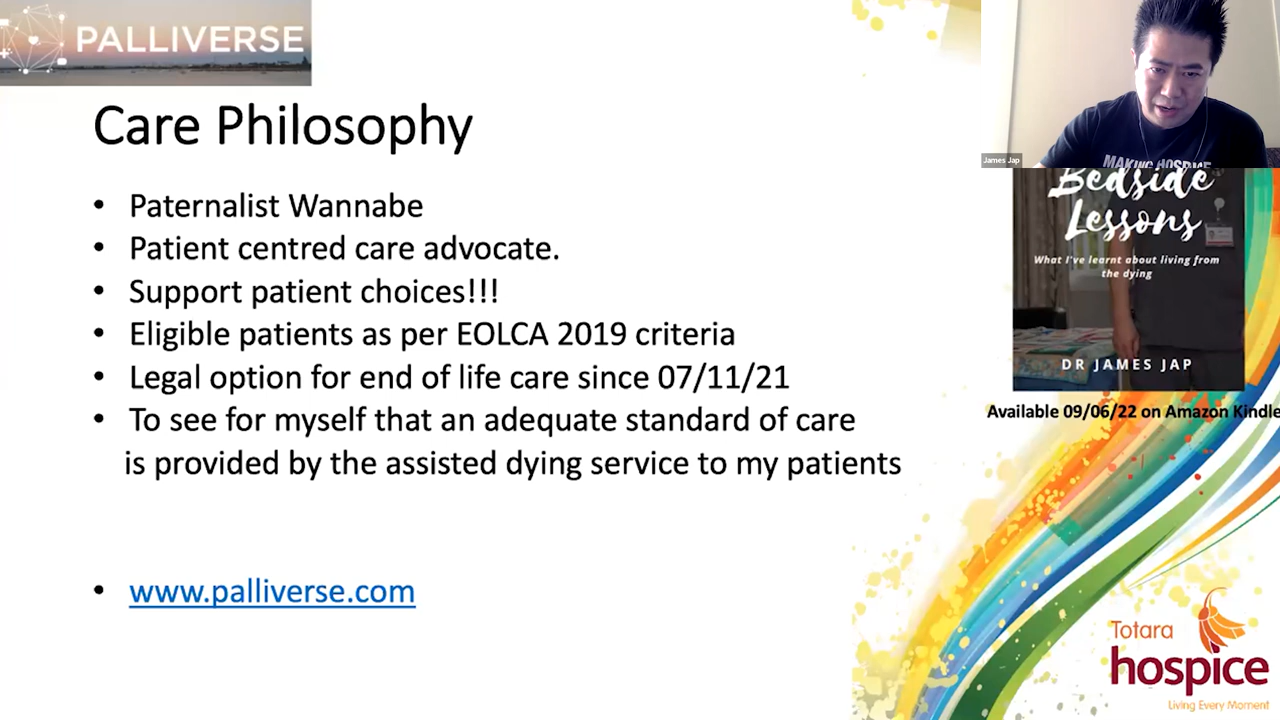 PALLIVERSE
Care Philosophy
• Paternalist Wannabe
• Patient centred care advocate.
• Support patient choices!!!
• Eligible patients as per EOLCA 2019 criteria
• Legal option for end of life care since 07/11/21
• To see for myself that an adequate standard of care
is provided by the assisted dying service to my patients
• www.palliverse.com
James Jap
MAKING HOSPICE
Bedside
Lessons
What I've learnt about living from
the dying
DR JAMES JAP
Available 09/06/22 on Amazon Kindle
Totara
hospice
Living Every Moment